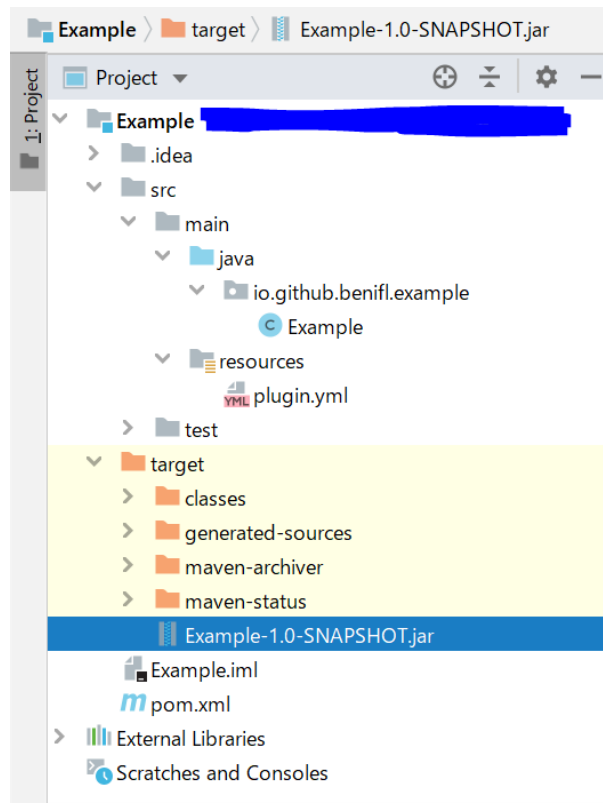 Example target Example-1.0-SNAPSHOT.jar
1: Project
Project
Example
.idea
src
main
java
io.github.benifl.example
C Example
resources
YML plugin.yml
test
target
classes
generated-sources
maven-archiver
maven-status
Example-1.0-SNAPSHOT.jar
Example.iml
m pom.xml
External Libraries
Scratches and Consoles